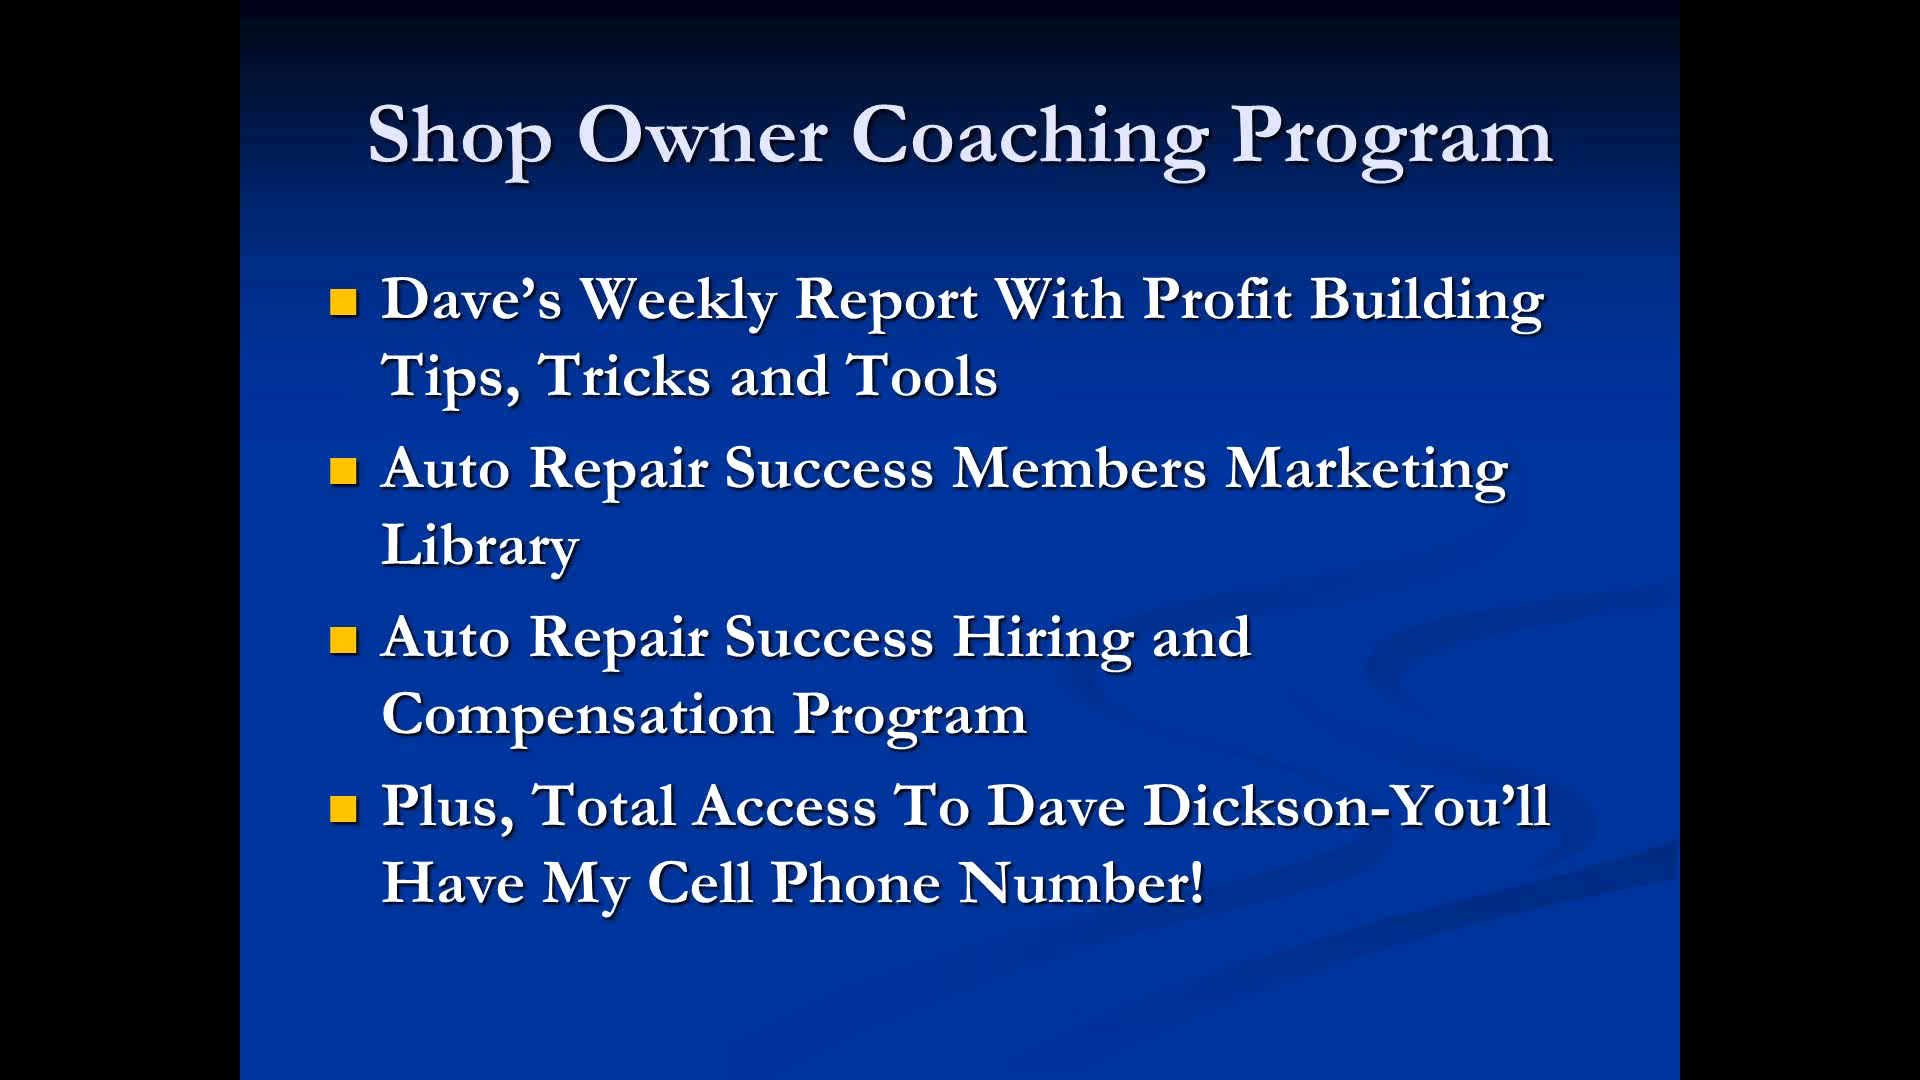 Shop Owner Coaching Program
Dave’s Weekly Report With Profit Building
Tips, Tricks and Tools
Auto Repair Success Members Marketing
Library
Auto Repair Success Hiring and
Compensation Program
Plus, Total Access To Dave Dickson-You’ll
Have My Cell Phone Number!